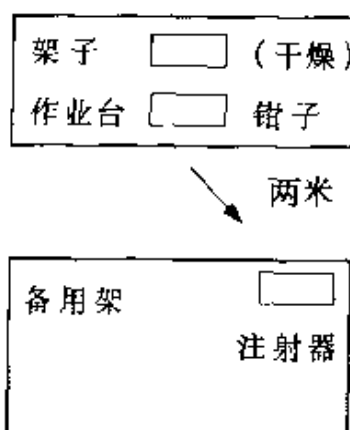 架子 （干燥）
作业台 钳子
两米
备用架
注射器